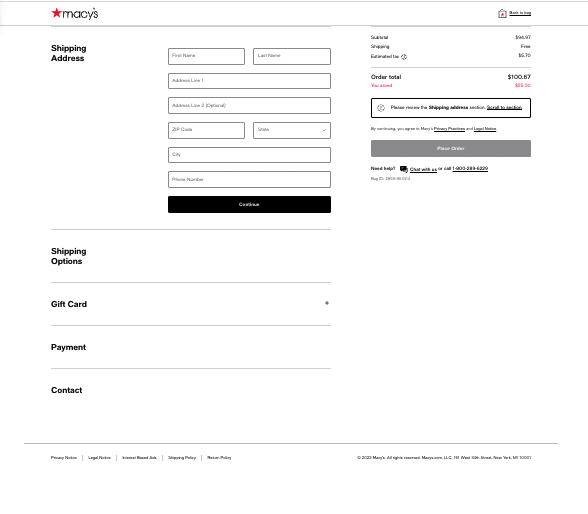 macy's
Back to bag
Shipping
Address
First Name
Last Name
Address Line 1
Address Line 2 (Optional)
ZIP Code
State
City
Phone Number
Continue
Shipping
Options
Gift Card
+
Payment
Contact
Subtotal $94.97
Shipping Free
Estimated tax $5.70
Order total $100.67
You saved $55.00
Please review the Shipping address section. Scroll to section
By continuing, you agree to Macy's Privacy Practices and Legal Notice.
Place Order
Need help? Chat with us or call 1-800-289-6229
Privacy Notice | Legal Notice | Interest Based Ads | Shipping Policy | Return Policy
© 2022 Macy's. All rights reserved. Macys.com, LLC, 151 West 34th Street, New York, NY 10001